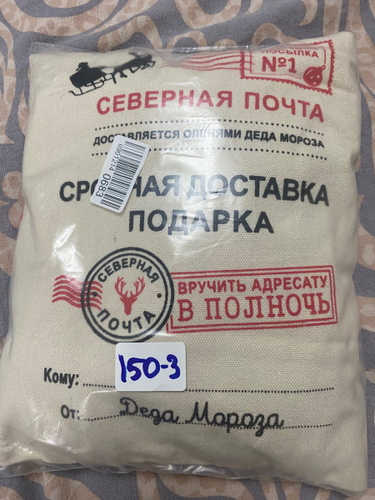 ПОСЫЛКА
№1
СЕВЕРНАЯ ПОЧТА
ДОСТАВЛЯЕТСЯ ОЛЕНЯМИ ДЕДА МОРОЗА
СРОЧНАЯ ДОСТАВКА
ПОДАРКА
0683
СЕВЕРНАЯ
ПОЧТА
ВРУЧИТЬ АДРЕСАТУ
В ПОЛНОЧЬ
150-3
Кому:
От: Деда Мороза